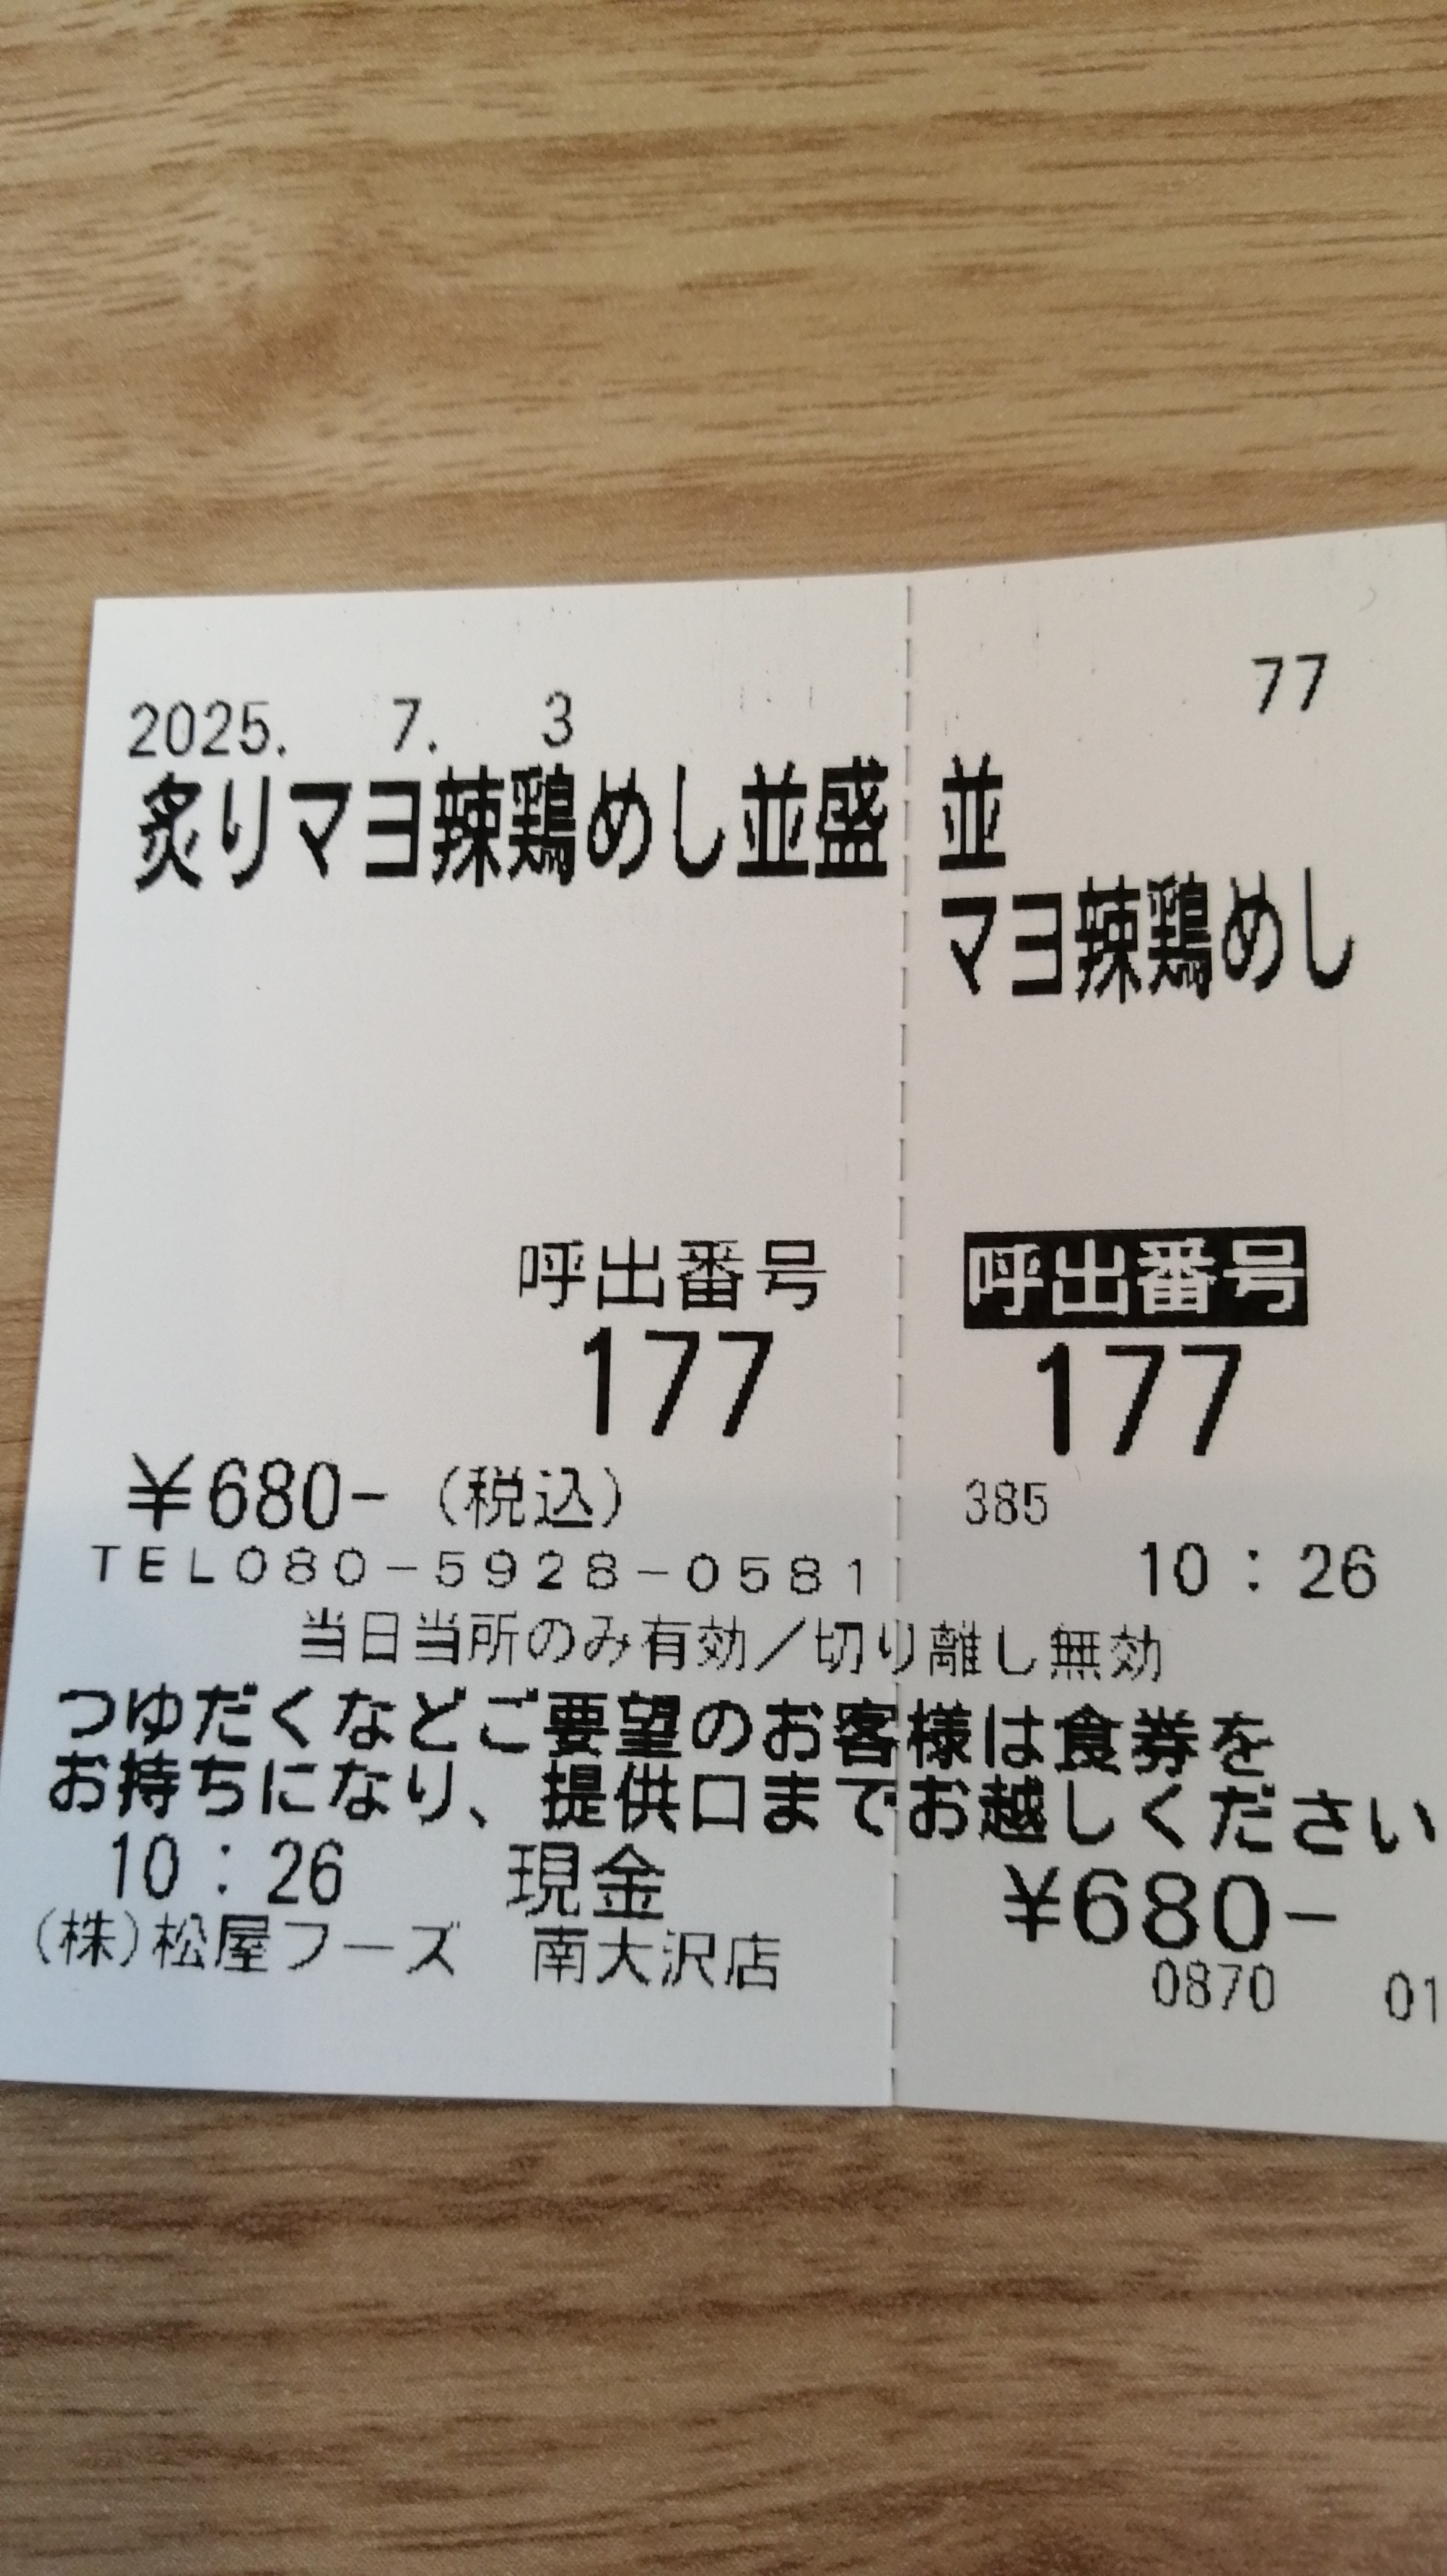 77
2025. 7. 3
炙りマヨ辣鶏めし並盛 並
マヨ辣鶏めし
呼出番号 呼出番号
177 177
¥680-（税込） 385
TEL080-5928-0581 10：26
当日当所のみ有効／切り離し無効
つゆだくなどご要望のお客様は食券を
お持ちになり、提供口までお越しください
10：26 現金 ¥680-
(株)松屋フーズ 南大沢店 0870 01